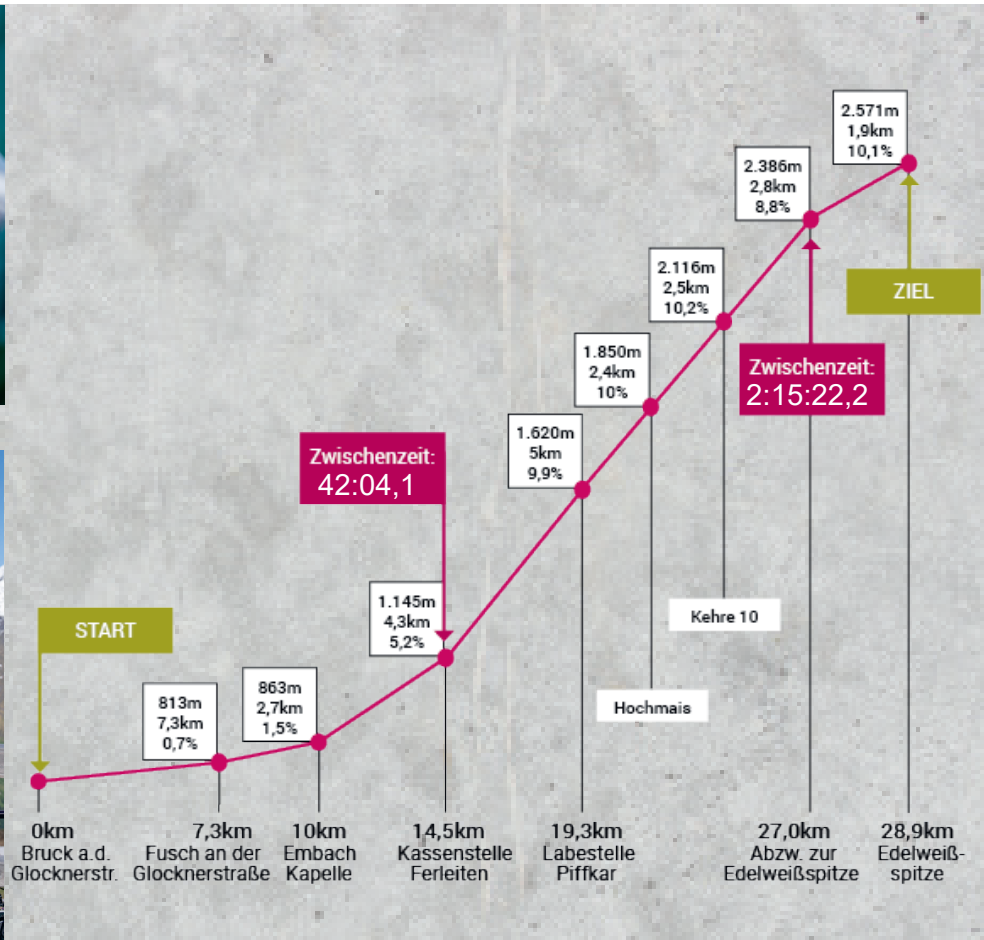 2.571m
1,9km
10,1%
2.386m
2,8km
8,8%
ZIEL
2.116m
2,5km
10,2%
1.850m
2,4km
10%
Zwischenzeit:
2:15:22,2
1.620m
5km
9,9%
Zwischenzeit:
42:04,1
1.145m
4,3km
5,2%
Kehre 10
START
863m
2,7km
1,5%
813m
7,3km
0,7%
Hochmais
0km
Bruck a.d.
Glocknerstr.
7,3km
Fusch an der
Glocknerstraße
10km
Embach
Kapelle
14,5km
Kassenstelle
Ferleiten
19,3km
Labestelle
Piffkar
27,0km
Abzw. zur
Edelweißspitze
28,9km
Edelweiß-
spitze